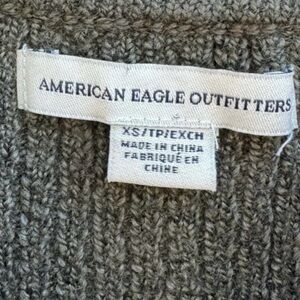 AMERICAN EAGLE OUTFITTERS
XS/TP/EXCH
MADE IN CHINA
FABRIQUÉ EN
CHINE